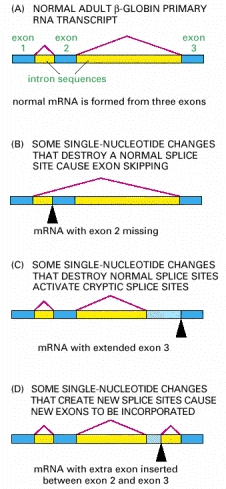 (A) NORMAL ADULT β-GLOBIN PRIMARY
RNA TRANSCRIPT
exon exon exon
1 2 3
intron sequences
normal mRNA is formed from three exons
(B) SOME SINGLE-NUCLEOTIDE CHANGES
THAT DESTROY A NORMAL SPLICE
SITE CAUSE EXON SKIPPING
mRNA with exon 2 missing
(C) SOME SINGLE-NUCLEOTIDE CHANGES
THAT DESTROY NORMAL SPLICE SITES
ACTIVATE CRYPTIC SPLICE SITES
mRNA with extended exon 3
(D) SOME SINGLE-NUCLEOTIDE CHANGES
THAT CREATE NEW SPLICE SITES CAUSE
NEW EXONS TO BE INCORPORATED
mRNA with extra exon inserted
between exon 2 and exon 3